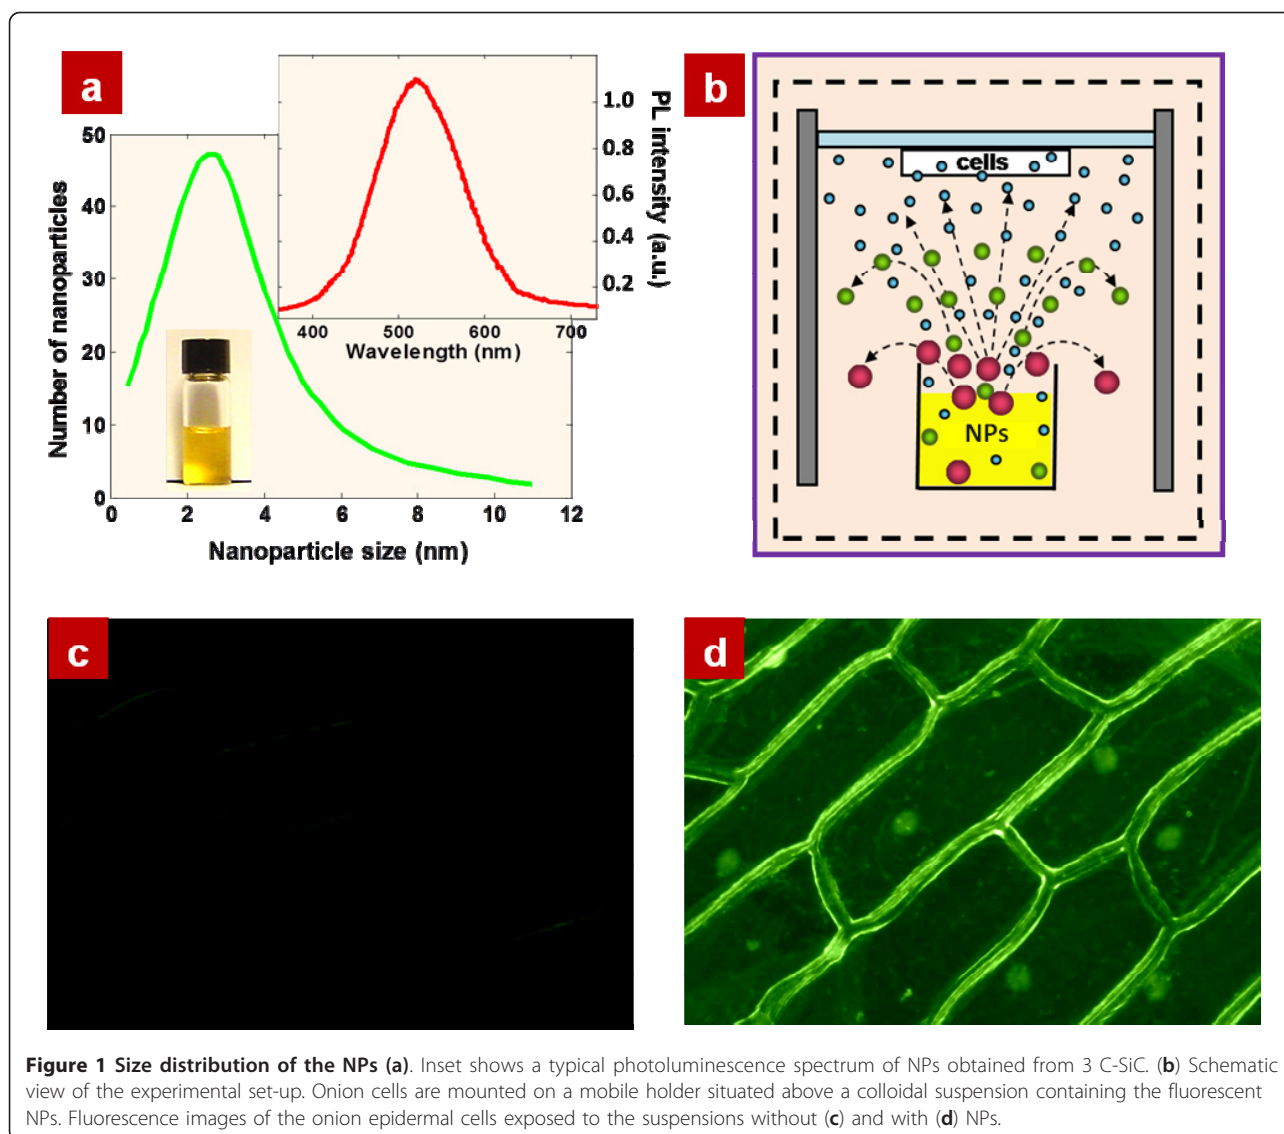 a
50
40
30
20
10
0
Number of nanoparticles
0 2 4 6 8 10 12
Nanoparticle size (nm)
1.0
0.8
0.6
0.4
0.2
PL intensity (a.u.)
400 500 600 700
Wavelength (nm)
b
cells
NPs
c
d
Figure 1 Size distribution of the NPs (a). Inset shows a typical photoluminescence spectrum of NPs obtained from 3 C-SiC. (b) Schematic
view of the experimental set-up. Onion cells are mounted on a mobile holder situated above a colloidal suspension containing the fluorescent
NPs. Fluorescence images of the onion epidermal cells exposed to the suspensions without (c) and with (d) NPs.